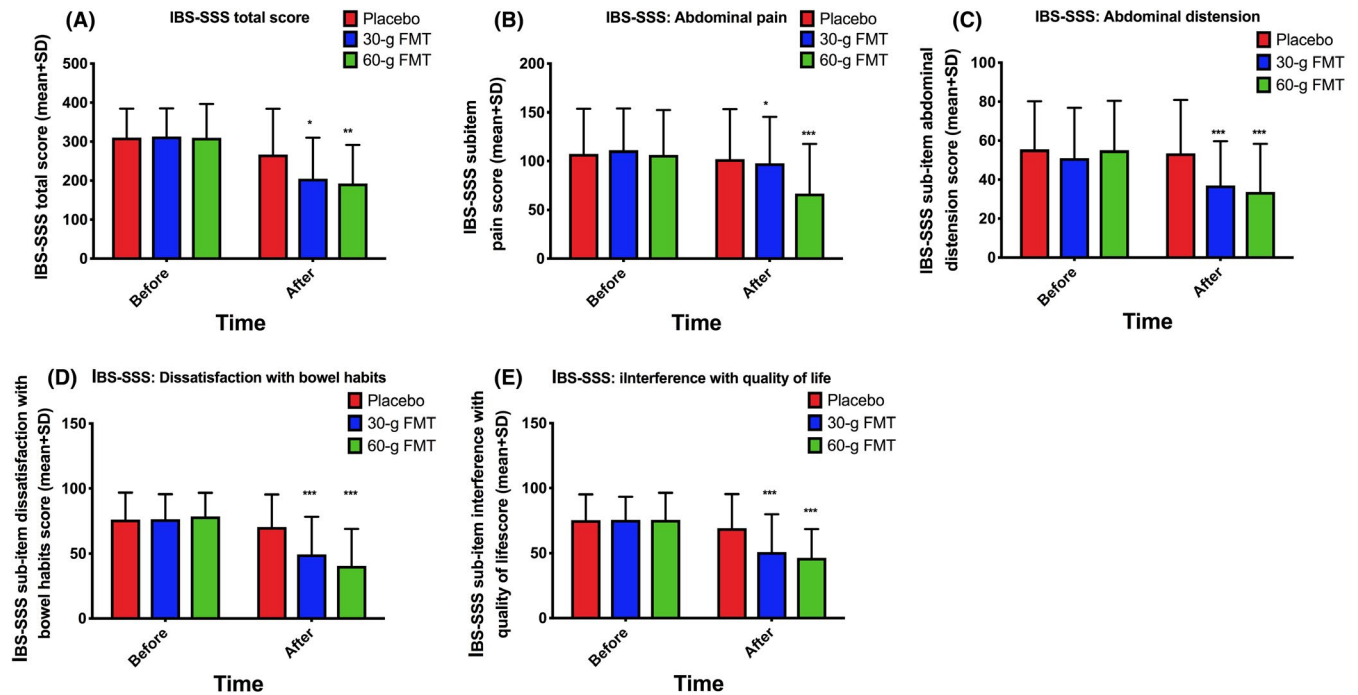 (A) IBS-SSS total score
Placebo
30-g FMT
60-g FMT
IBS-SSS total score (mean+SD)
500
400
300
200
100
0
*
**
Before
After
Time
(B) IBS-SSS: Abdominal pain
Placebo
30-g FMT
60-g FMT
IBS-SSS subitem
pain score (mean+SD)
200
150
100
50
0
*
***
Before
After
Time
(C) IBS-SSS: Abdominal distension
Placebo
30-g FMT
60-g FMT
IBS-SSS sub-item abdominal
distension score (mean+SD)
100
80
60
40
20
0
***
***
Before
After
Time
(D) IBS-SSS: Dissatisfaction with bowel habits
Placebo
30-g FMT
60-g FMT
IBS-SSS sub-item dissatisfaction with
bowel habits score (mean+SD)
150
100
50
0
***
***
Before
After
Time
(E) IBS-SSS: iInterference with quality of life
Placebo
30-g FMT
60-g FMT
IBS-SSS sub-item interference with
quality of lifescore (mean+SD)
150
100
50
0
***
***
Before
After
Time